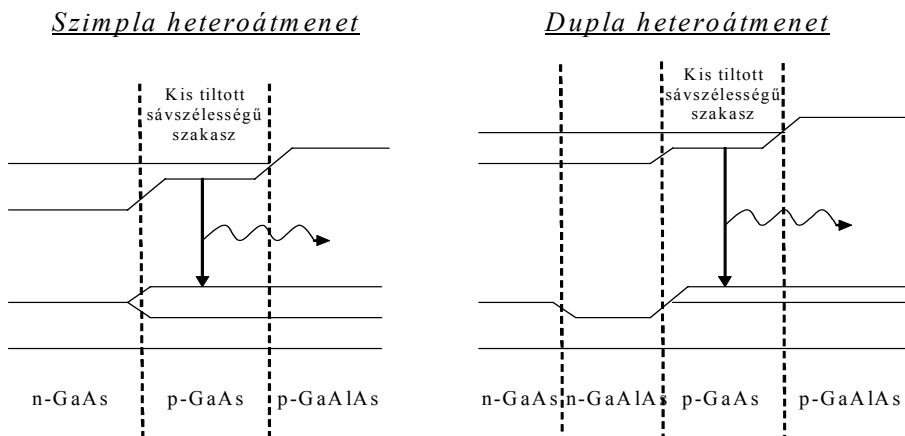 Szimpla heteroátmenet
Kis tiltott
sávszélességű
szakasz
n-GaAs
p-GaAs
p-GaAlAs
Dupla heteroátmenet
Kis tiltott
sávszélességű
szakasz
n-GaAs
n-GaAlAs
p-GaAs
p-GaAlAs